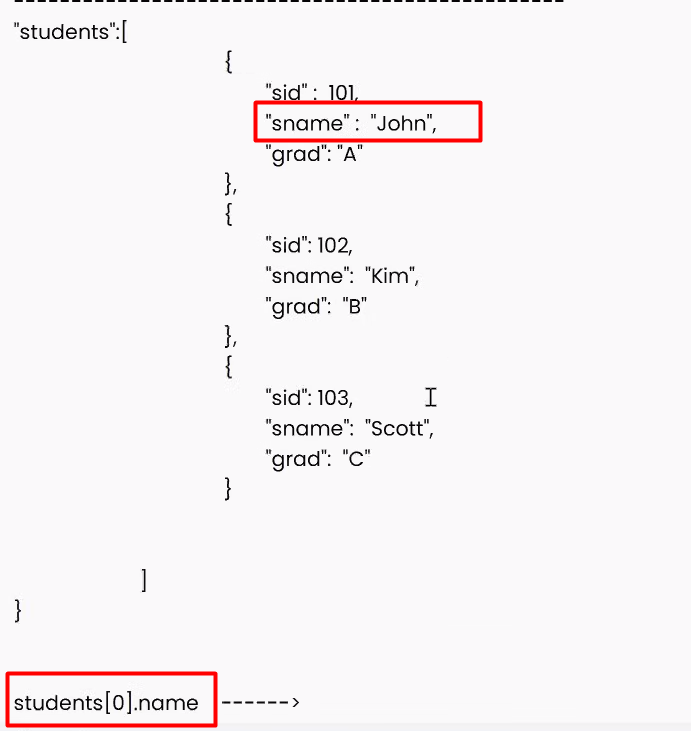 ------------------------------------------------
"students":[
{
"sid" : 101,
"sname" : "John",
"grad": "A"
},
{
"sid": 102,
"sname": "Kim",
"grad": "B"
},
{
"sid": 103,
"sname": "Scott",
"grad": "C"
}
]
}
students[0].name ------>